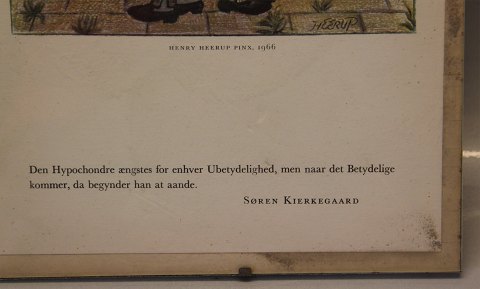 HEERUP
HENRY HEERUP PINX, 1966
Den Hypochondre ængstes for enhver Ubetydelighed, men naar det Betydelige
kommer, da begynder han at aande.
SØREN KIERKEGAARD